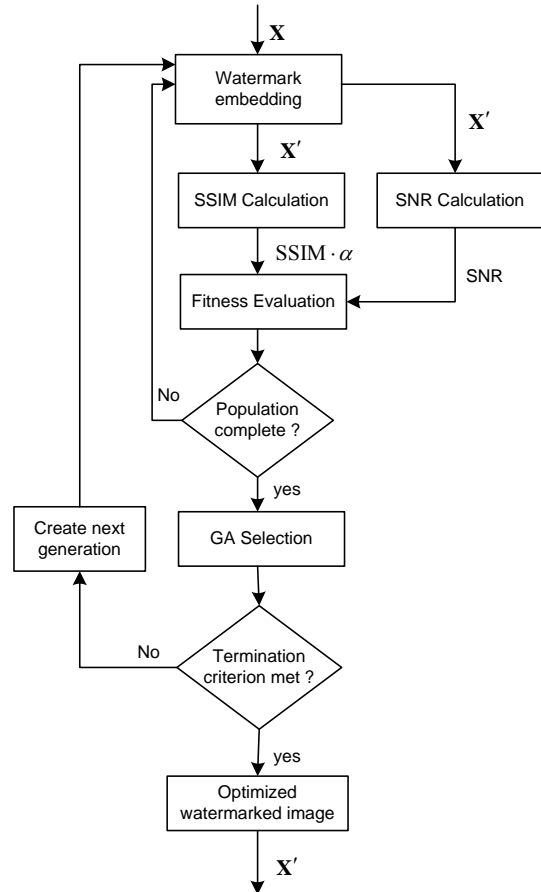 X
Watermark
embedding
X′
X′
SSIM Calculation
SNR Calculation
SSIM · α
SNR
Fitness Evaluation
No
Population
complete ?
yes
Create next
generation
GA Selection
No
Termination
criterion met ?
yes
Optimized
watermarked image
X′